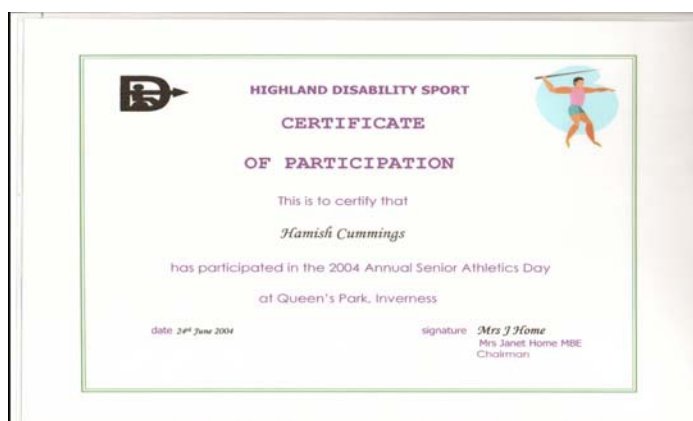 HIGHLAND DISABILITY SPORT
CERTIFICATE
OF PARTICIPATION
This is to certify that
Hamish Cummings
has participated in the 2004 Annual Senior Athletics Day
at Queen's Park, Inverness
date 24th June 2004
signature Mrs J Home
Mrs Janet Home MBE
Chairman